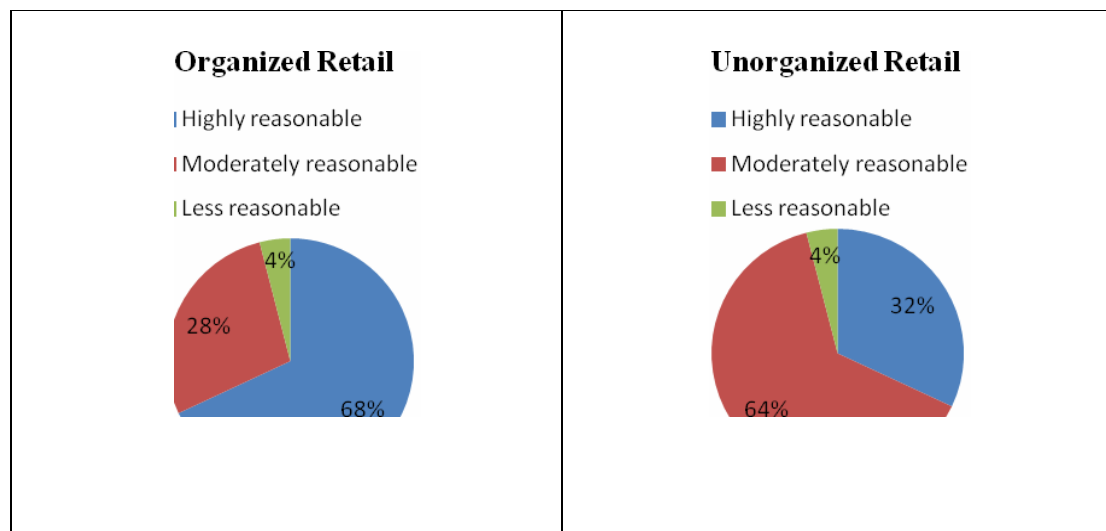 Organized Retail
Highly reasonable
Moderately reasonable
Less reasonable
4%
28%
68%
Unorganized Retail
Highly reasonable
Moderately reasonable
Less reasonable
4%
32%
64%